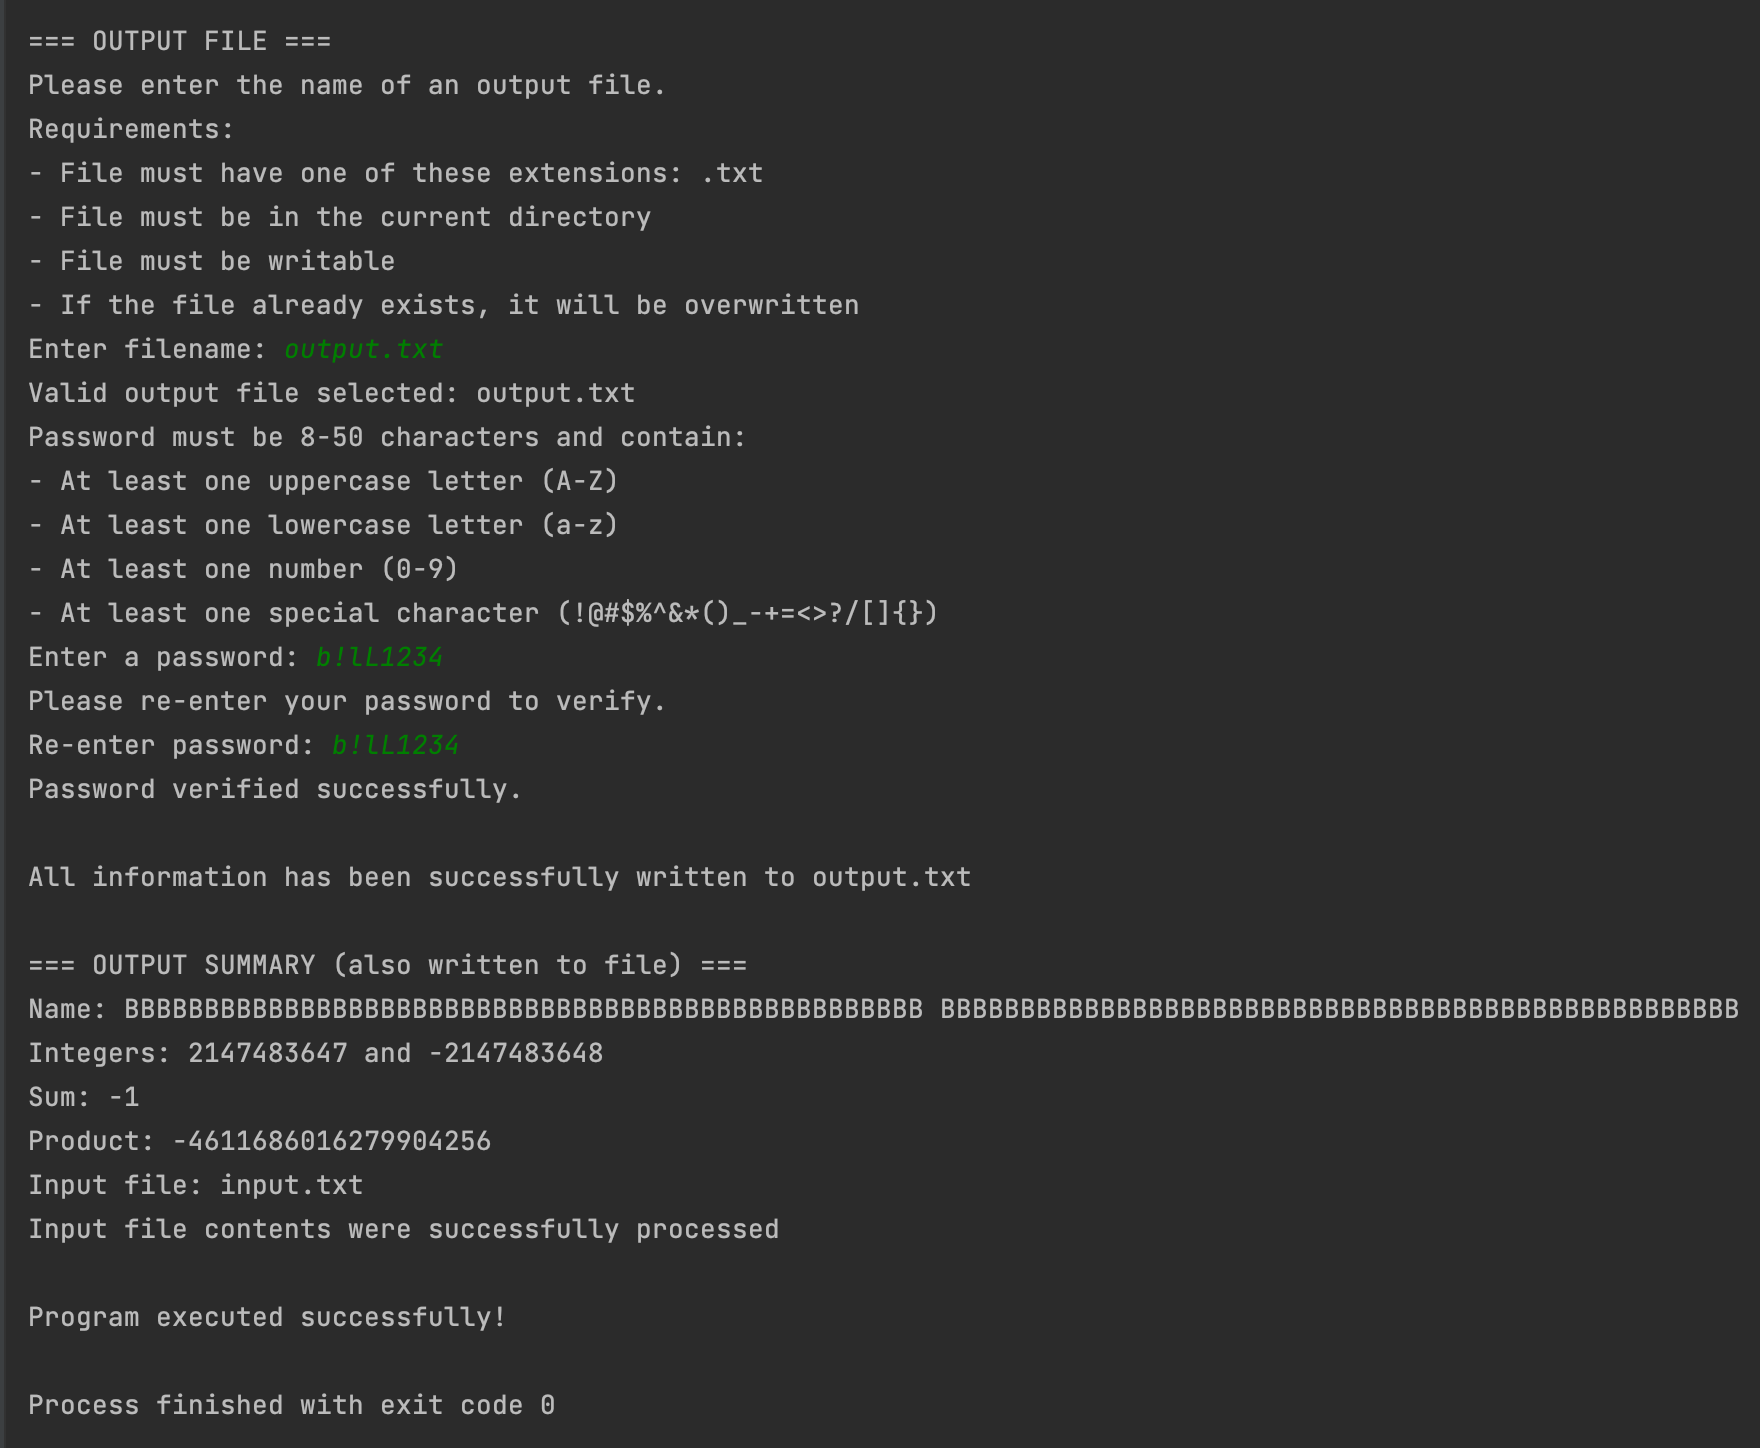 === OUTPUT FILE ===
Please enter the name of an output file.
Requirements:
- File must have one of these extensions: .txt
- File must be in the current directory
- File must be writable
- If the file already exists, it will be overwritten
Enter filename: output.txt
Valid output file selected: output.txt
Password must be 8-50 characters and contain:
- At least one uppercase letter (A-Z)
- At least one lowercase letter (a-z)
- At least one number (0-9)
- At least one special character (!@#$%^&*()_-+=<>?/[]{})
Enter a password: b!lL1234
Please re-enter your password to verify.
Re-enter password: b!lL1234
Password verified successfully.
All information has been successfully written to output.txt
=== OUTPUT SUMMARY (also written to file) ===
Name: BBBBBBBBBBBBBBBBBBBBBBBBBBBBBBBBBBBBBBBBBBBBBBBBBB BBBBBBBBBBBBBBBBBBBBBBBBBBBBBBBBBBBBBBBBBBBBBBBBBB
Integers: 2147483647 and -2147483648
Sum: -1
Product: -4611686016279904256
Input file: input.txt
Input file contents were successfully processed
Program executed successfully!
Process finished with exit code 0